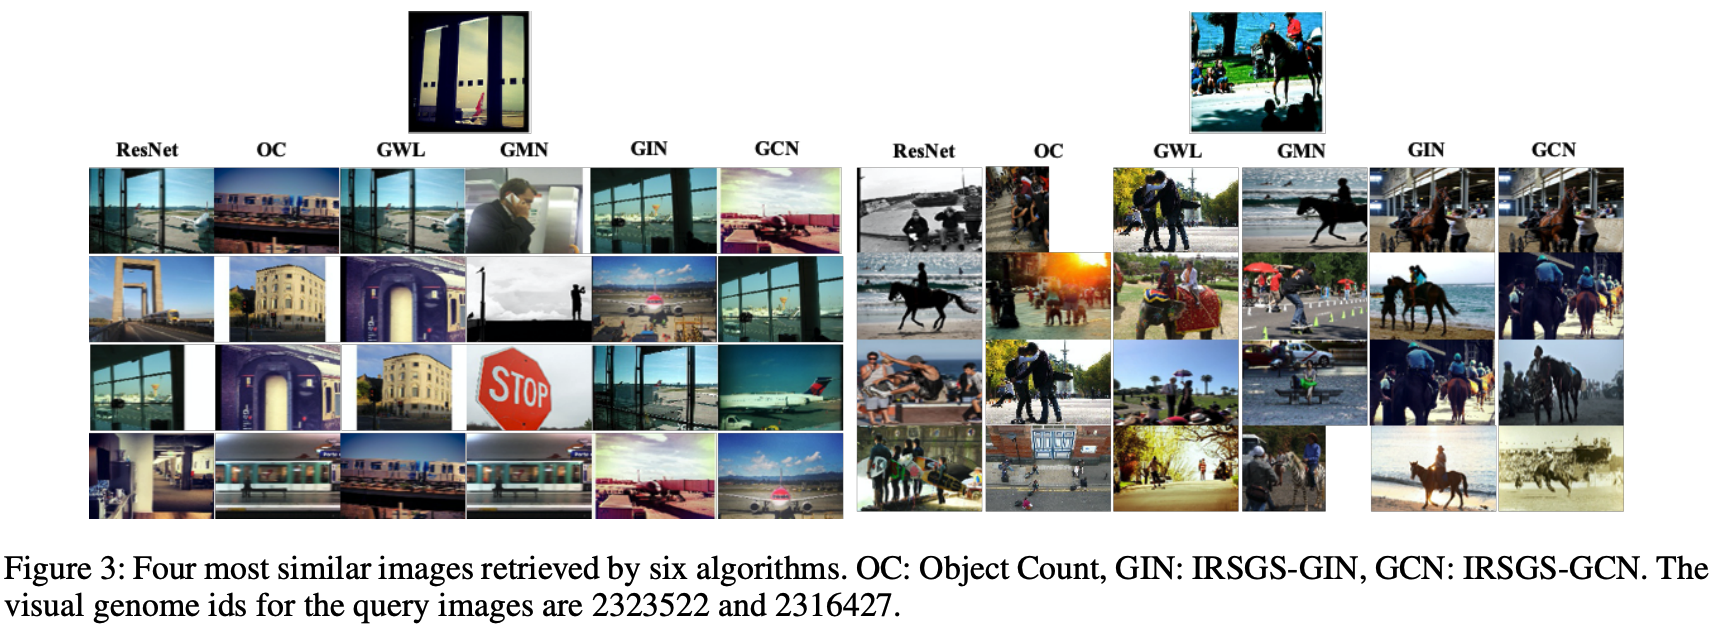 ResNet OC GWL GMN GIN GCN ResNet OC GWL GMN GIN GCN
STOP
Figure 3: Four most similar images retrieved by six algorithms. OC: Object Count, GIN: IRSGS-GIN, GCN: IRSGS-GCN. The
visual genome ids for the query images are 2323522 and 2316427.